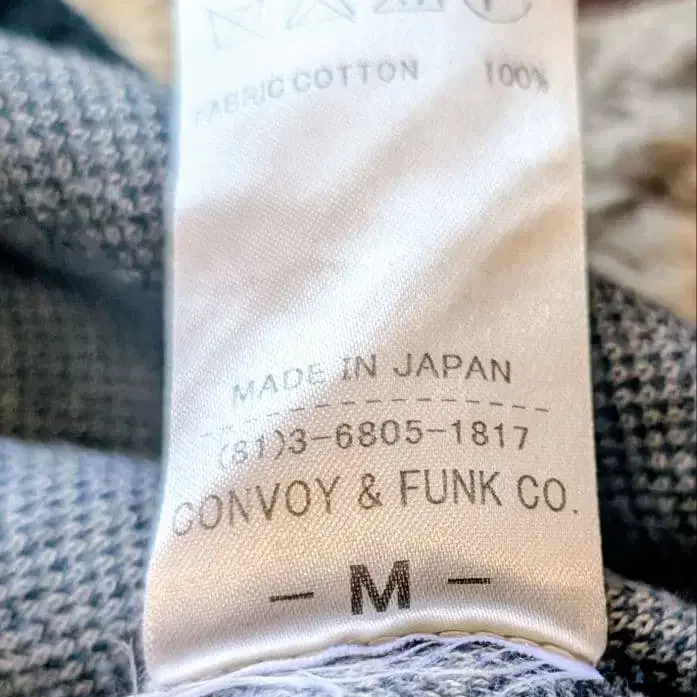 FABRIC COTTON 100%
MADE IN JAPAN
(81)3-6805-1817
CONVOY & FUNK CO.
- M -